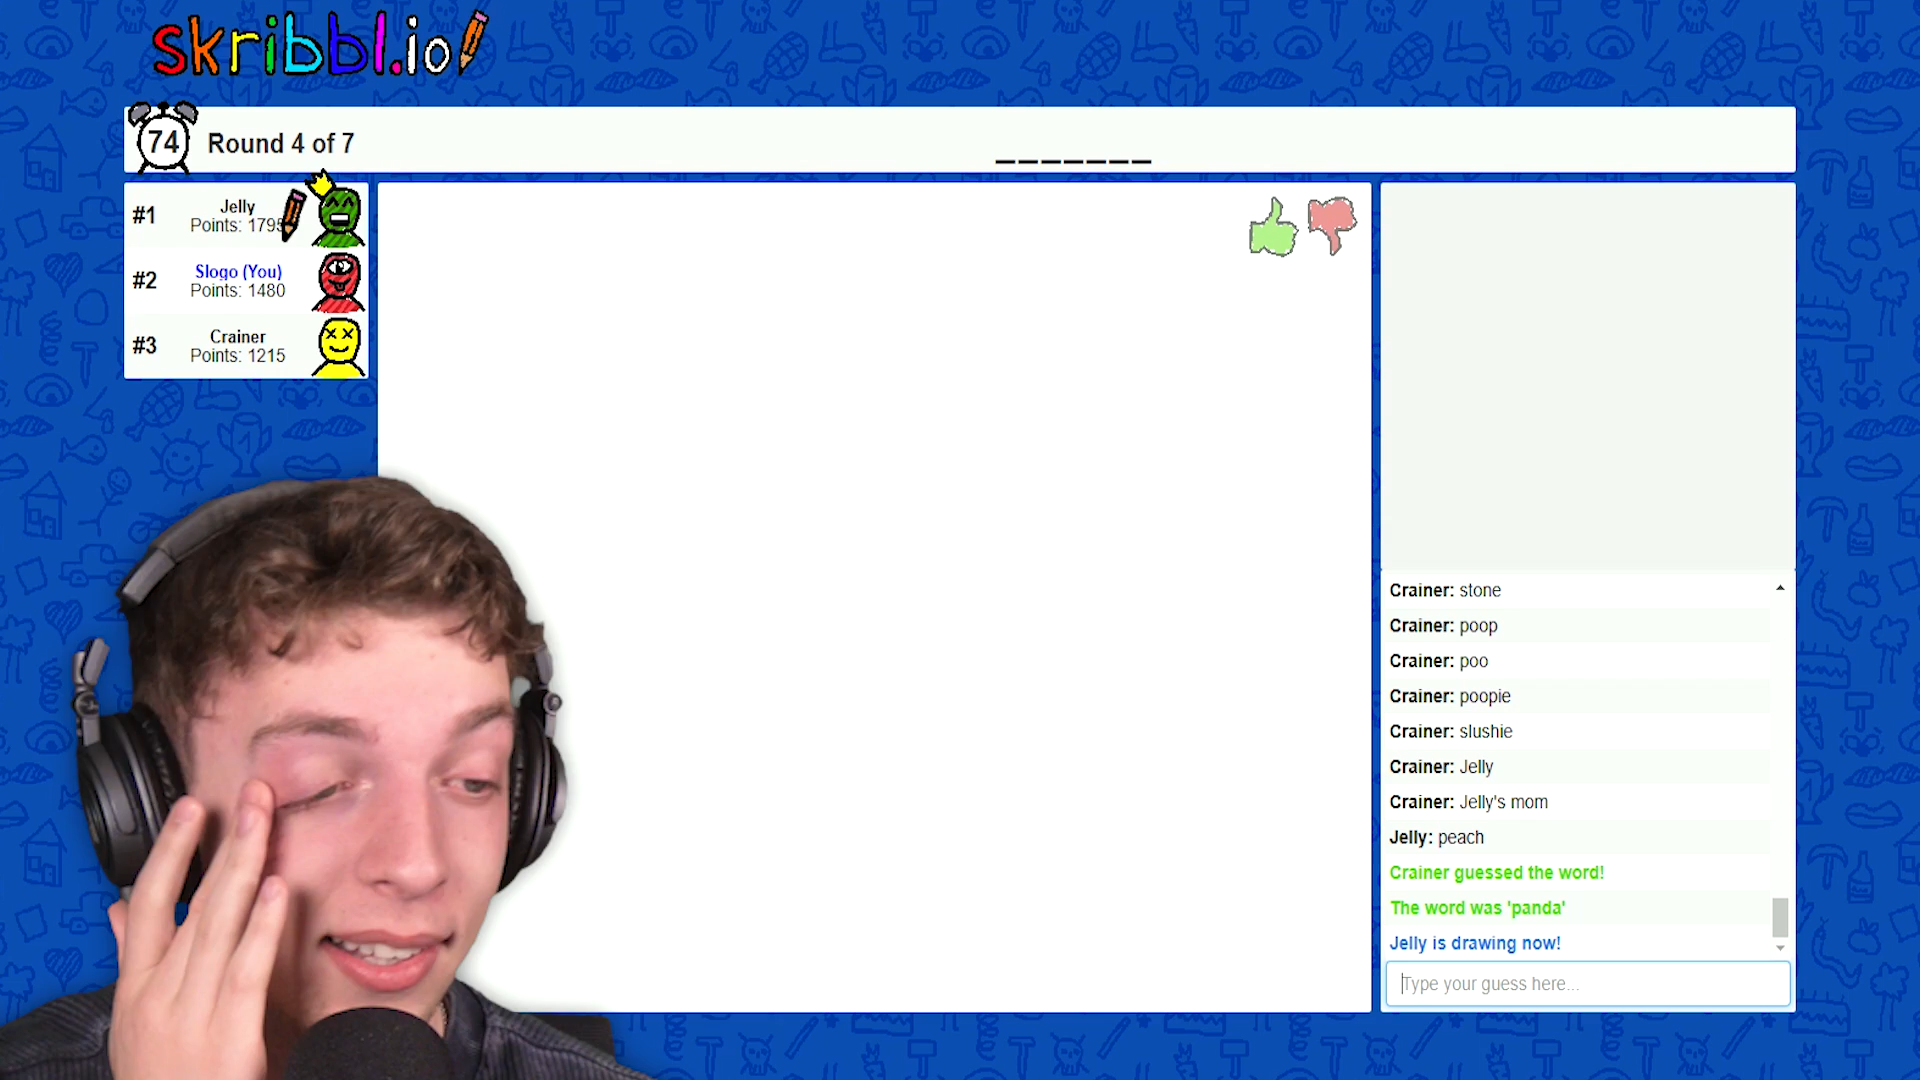 skribbl.io
74
Round 4 of 7
_______
#1
Jelly
Points: 1795
#2
Slogo (You)
Points: 1480
#3
Crainer
Points: 1215
Crainer: stone
Crainer: poop
Crainer: poo
Crainer: poopie
Crainer: slushie
Crainer: Jelly
Crainer: Jelly's mom
Jelly: peach
Crainer guessed the word!
The word was 'panda'
Jelly is drawing now!
Type your guess here...